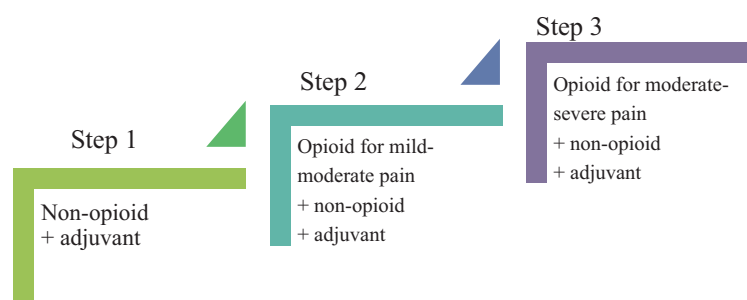 Step 1
Non-opioid
+ adjuvant
Step 2
Opioid for mild-
moderate pain
+ non-opioid
+ adjuvant
Step 3
Opioid for moderate-
severe pain
+ non-opioid
+ adjuvant